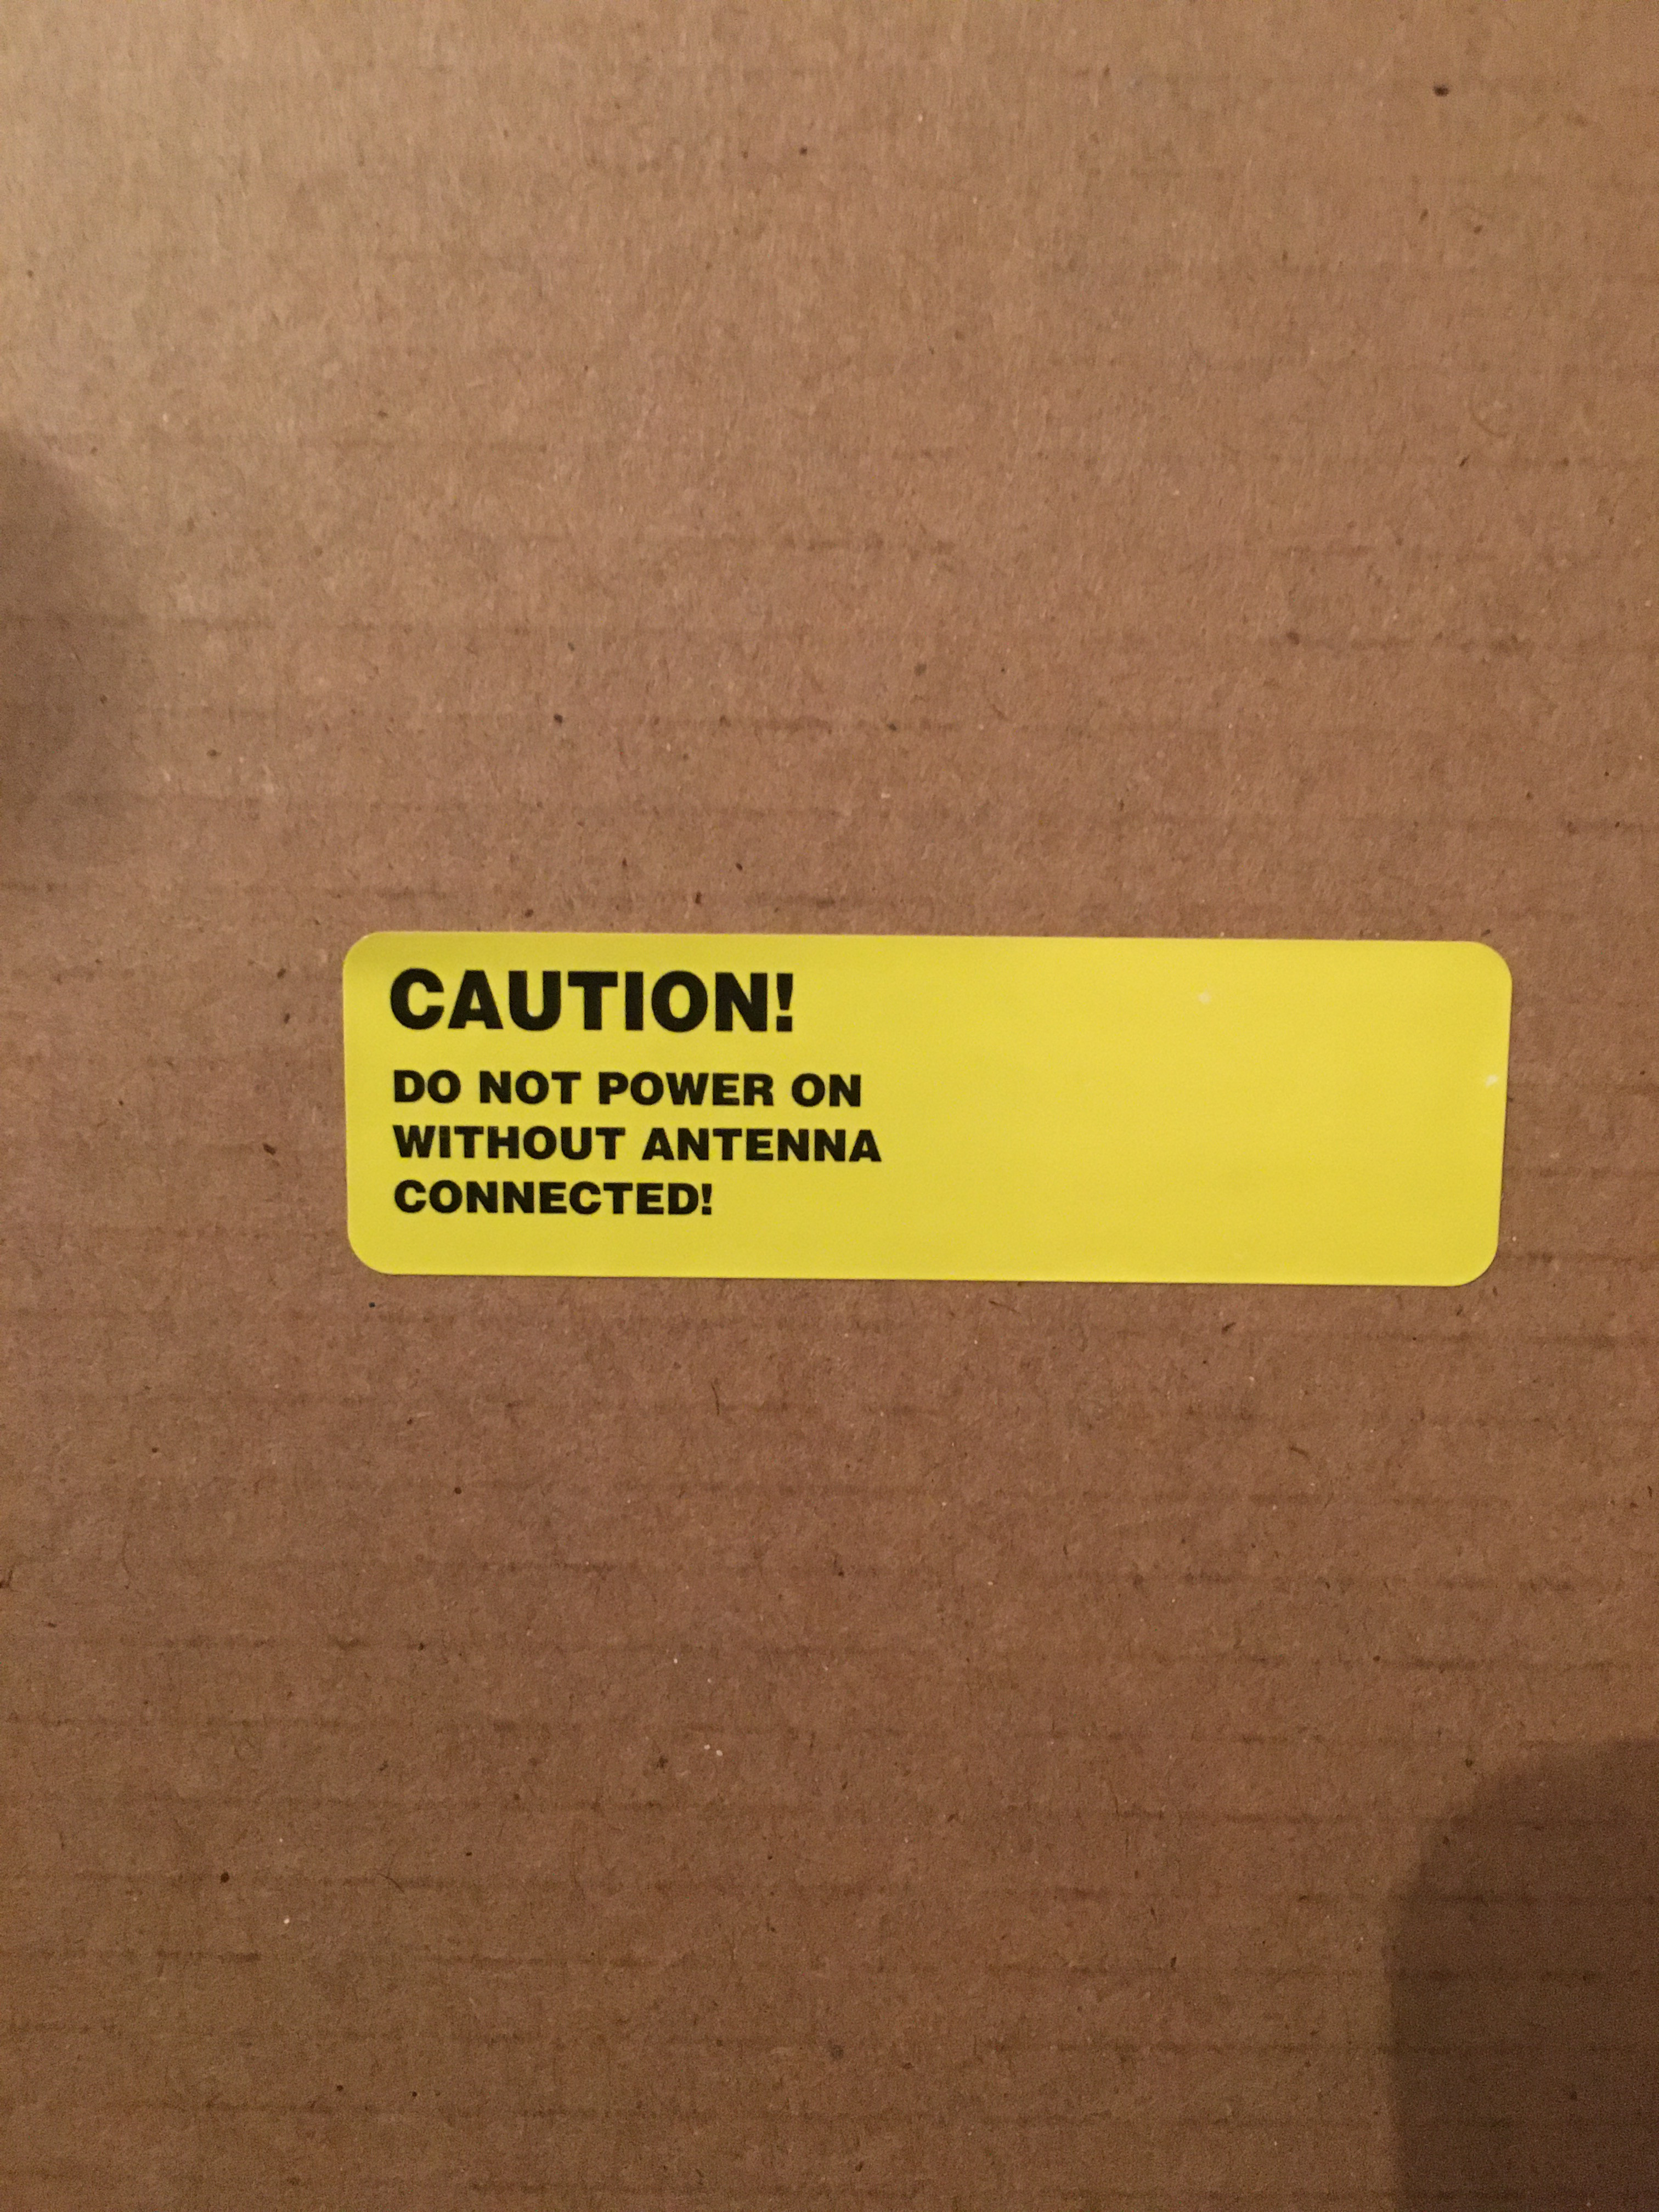 CAUTION!
DO NOT POWER ON
WITHOUT ANTENNA
CONNECTED!